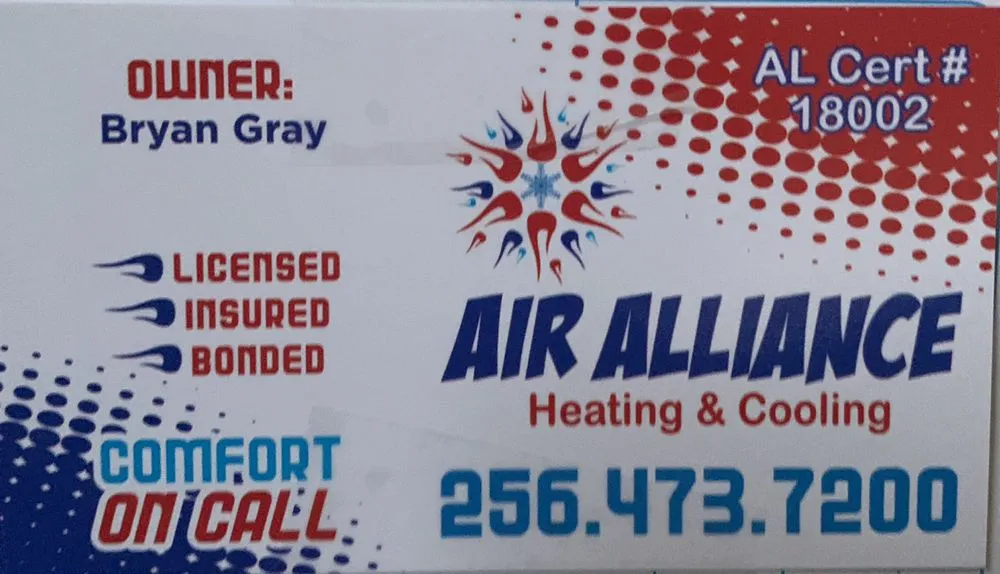 OWNER:
Bryan Gray
LICENSED
INSURED
BONDED
COMFORT
ON CALL
AL Cert #
18002
AIR ALLIANCE
Heating & Cooling
256.473.7200